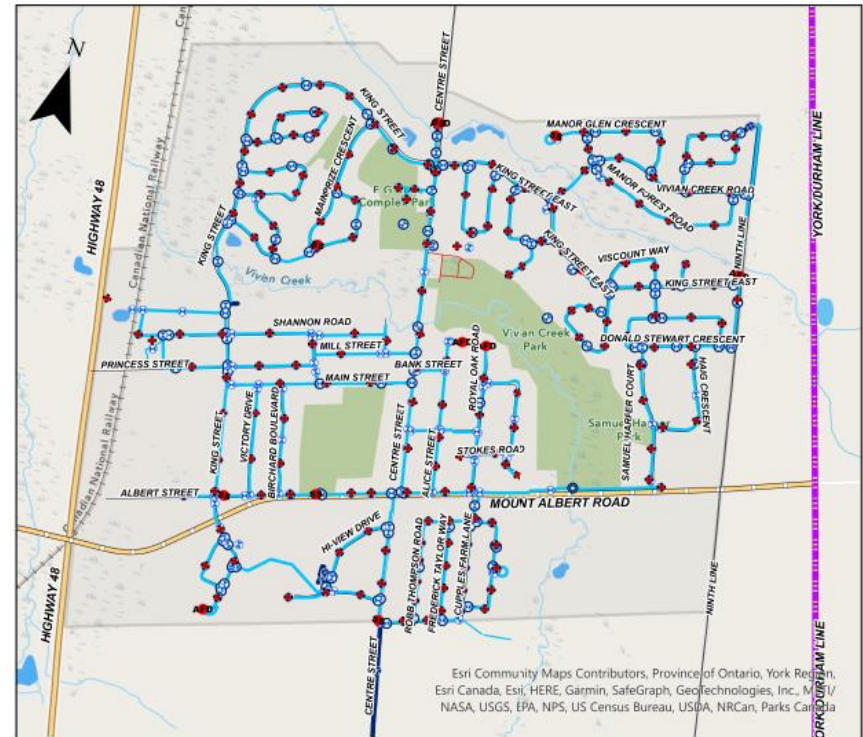 N
CENTRE STREET
KING STREET
MANOR GLEN CRESCENT
MAINPRIZE CRESCENT
YORK/DURHAM LINE
HIGHWAY 48
Canadian National Railway
KING STREET EAST
MANOR FOREST ROAD
VIVIAN CREEK ROAD
KING STREET
Vivian Creek
KING STREET EAST
VISCOUNT WAY
NINTH LINE
KING STREET EAST
SHANNON ROAD
Vivian Creek
Park
DONALD STEWART CRESCENT
MILL STREET
BANK STREET
ROYAL OAK ROAD
PRINCESS STREET
MAIN STREET
HAIG CRESCENT
VICTORY DRIVE
BIRCHARD BOULEVARD
KING STREET
CENTRE STREET
ALICE STREET
SAMUEL HARPER COURT
STOKES ROAD
ALBERT STREET
Canadian National Railway
MOUNT ALBERT ROAD
HI-VIEW DRIVE
ROBB THOMPSON ROAD
FREDERICK TAYLOR WAY
CUPPLES FARM LANE
HIGHWAY 48
AFD
NINTH LINE
CENTRE STREET
YORK/DURHAM LINE
Esri Community Maps Contributors, Province of Ontario, York Region,
Esri Canada, Esri, HERE, Garmin, SafeGraph, GeoTechnologies, Inc., METI/
NASA, USGS, EPA, NPS, US Census Bureau, USDA, NRCan, Parks Canada